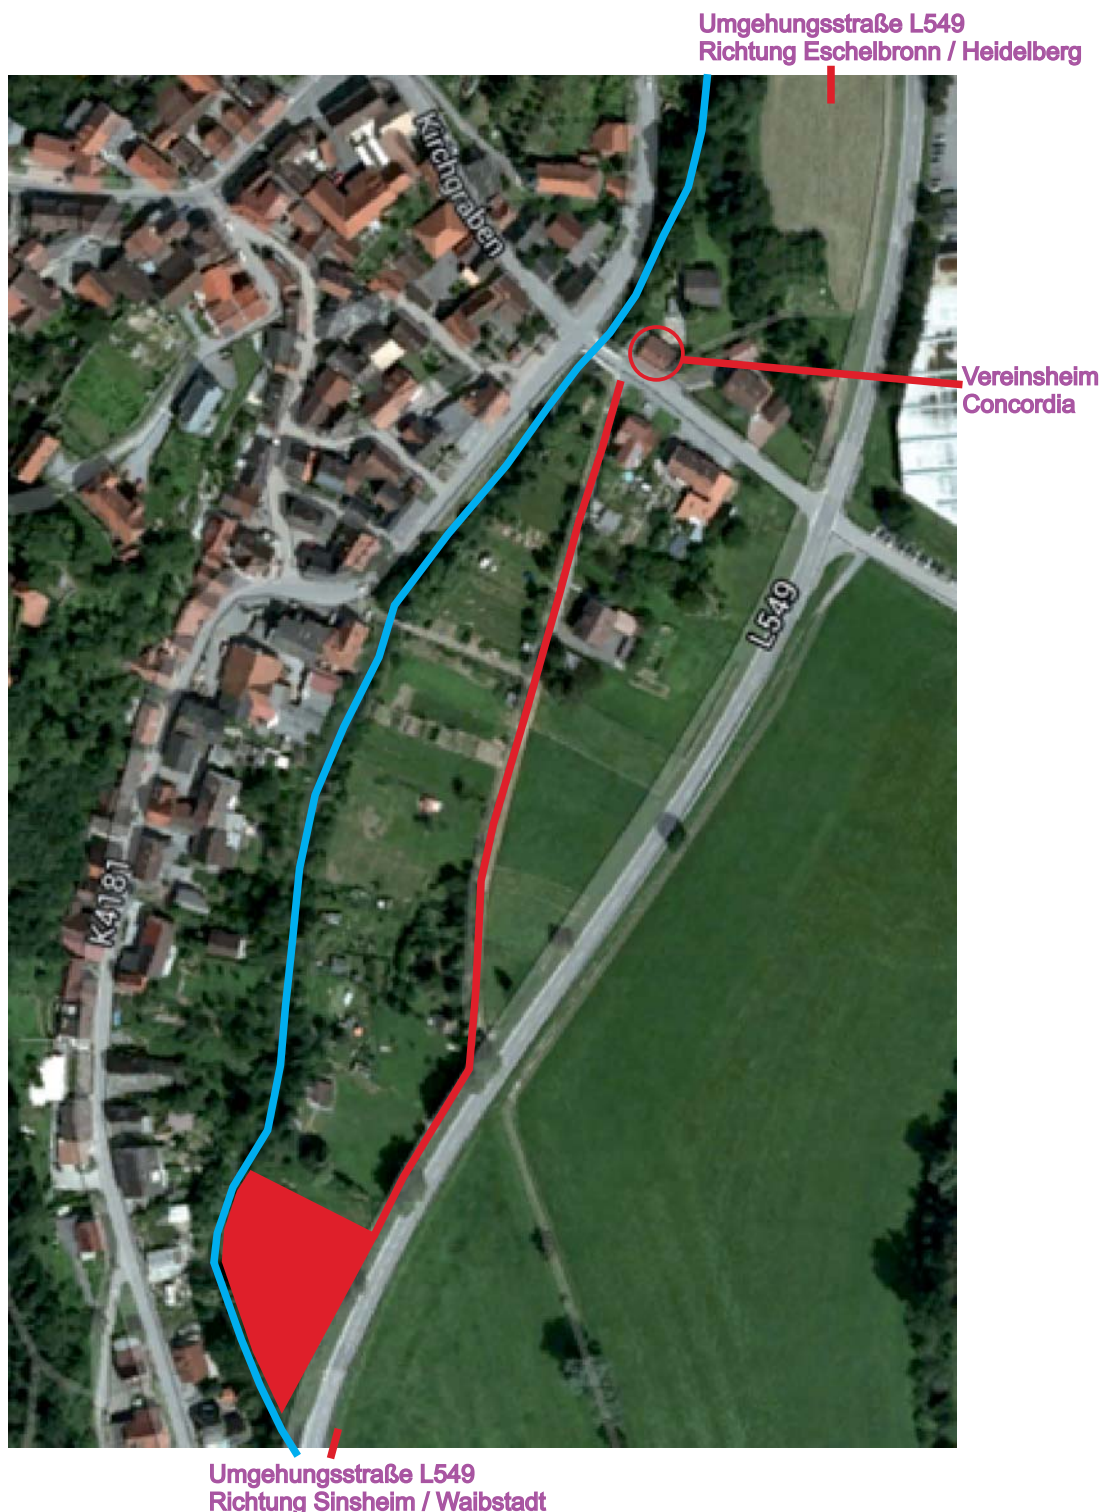 Umgehungsstraße L549
Richtung Eschelbronn / Heidelberg
Kirchgraben
Vereinsheim
Concordia
L549
K4181
Umgehungsstraße L549
Richtung Sinsheim / Waibstadt